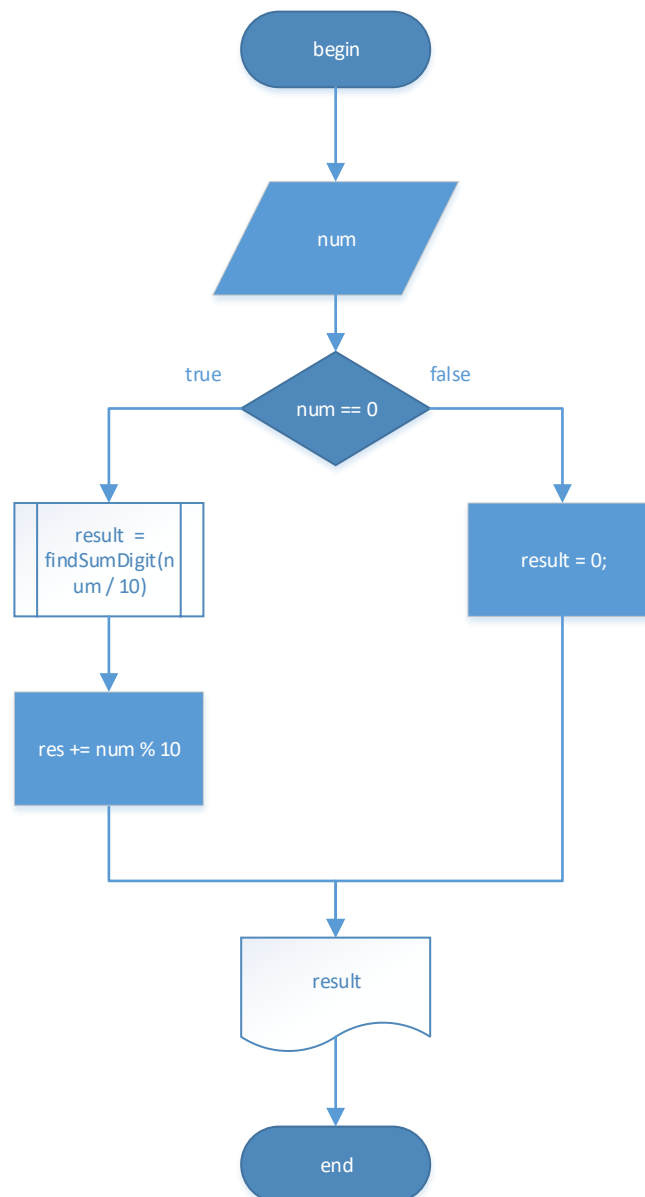 begin
num
true
false
num == 0
result =
findSumDigit(n
um / 10)
result = 0;
res += num % 10
result
end